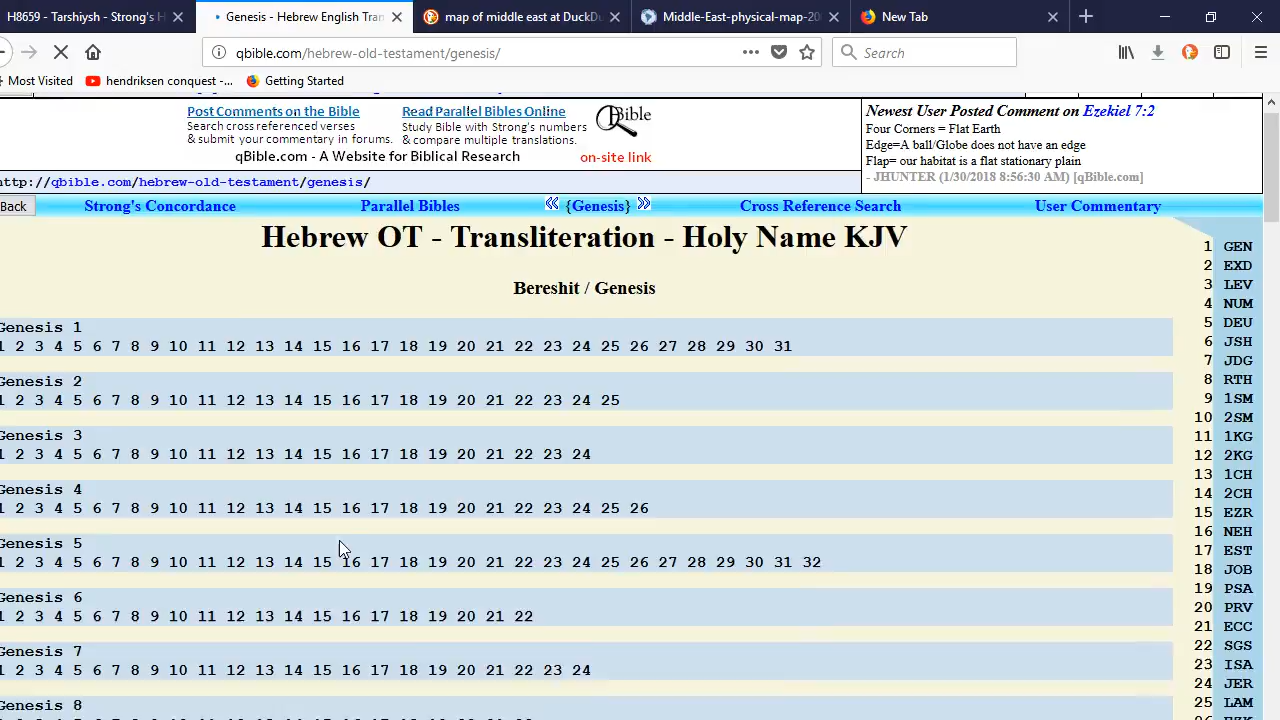 H8659 - Tarshiysh - Strong's H
Genesis - Hebrew English Tran
map of middle east at DuckDu
Middle-East-physical-map-20
New Tab
qbible.com/hebrew-old-testament/genesis/
Search
Most Visited
hendriksen conquest -...
Getting Started
Post Comments on the Bible
Search cross referenced verses
& submit your commentary in forums.
Read Parallel Bibles Online
Study Bible with Strong's numbers
& compare multiple translations.
qBible.com - A Website for Biblical Research
Bible
on-site link
Newest User Posted Comment on Ezekiel 7:2
Four Corners = Flat Earth
Edge=A ball/Globe does not have an edge
Flap= our habitat is a flat stationary plain
- JHUNTER (1/30/2018 8:56:30 AM) [qBible.com]
http://qbible.com/hebrew-old-testament/genesis/
Back
Strong's Concordance
Parallel Bibles
{Genesis}
Cross Reference Search
User Commentary
Hebrew OT - Transliteration - Holy Name KJV
Bereshit / Genesis
Genesis 1
1 2 3 4 5 6 7 8 9 10 11 12 13 14 15 16 17 18 19 20 21 22 23 24 25 26 27 28 29 30 31
Genesis 2
1 2 3 4 5 6 7 8 9 10 11 12 13 14 15 16 17 18 19 20 21 22 23 24 25
Genesis 3
1 2 3 4 5 6 7 8 9 10 11 12 13 14 15 16 17 18 19 20 21 22 23 24
Genesis 4
1 2 3 4 5 6 7 8 9 10 11 12 13 14 15 16 17 18 19 20 21 22 23 24 25 26
Genesis 5
1 2 3 4 5 6 7 8 9 10 11 12 13 14 15 16 17 18 19 20 21 22 23 24 25 26 27 28 29 30 31 32
Genesis 6
1 2 3 4 5 6 7 8 9 10 11 12 13 14 15 16 17 18 19 20 21 22
Genesis 7
1 2 3 4 5 6 7 8 9 10 11 12 13 14 15 16 17 18 19 20 21 22 23 24
Genesis 8
1 GEN
2 EXD
3 LEV
4 NUM
5 DEU
6 JSH
7 JDG
8 RTH
9 1SM
10 2SM
11 1KG
12 2KG
13 1CH
14 2CH
15 EZR
16 NEH
17 EST
18 JOB
19 PSA
20 PRV
21 ECC
22 SGS
23 ISA
24 JER
25 LAM